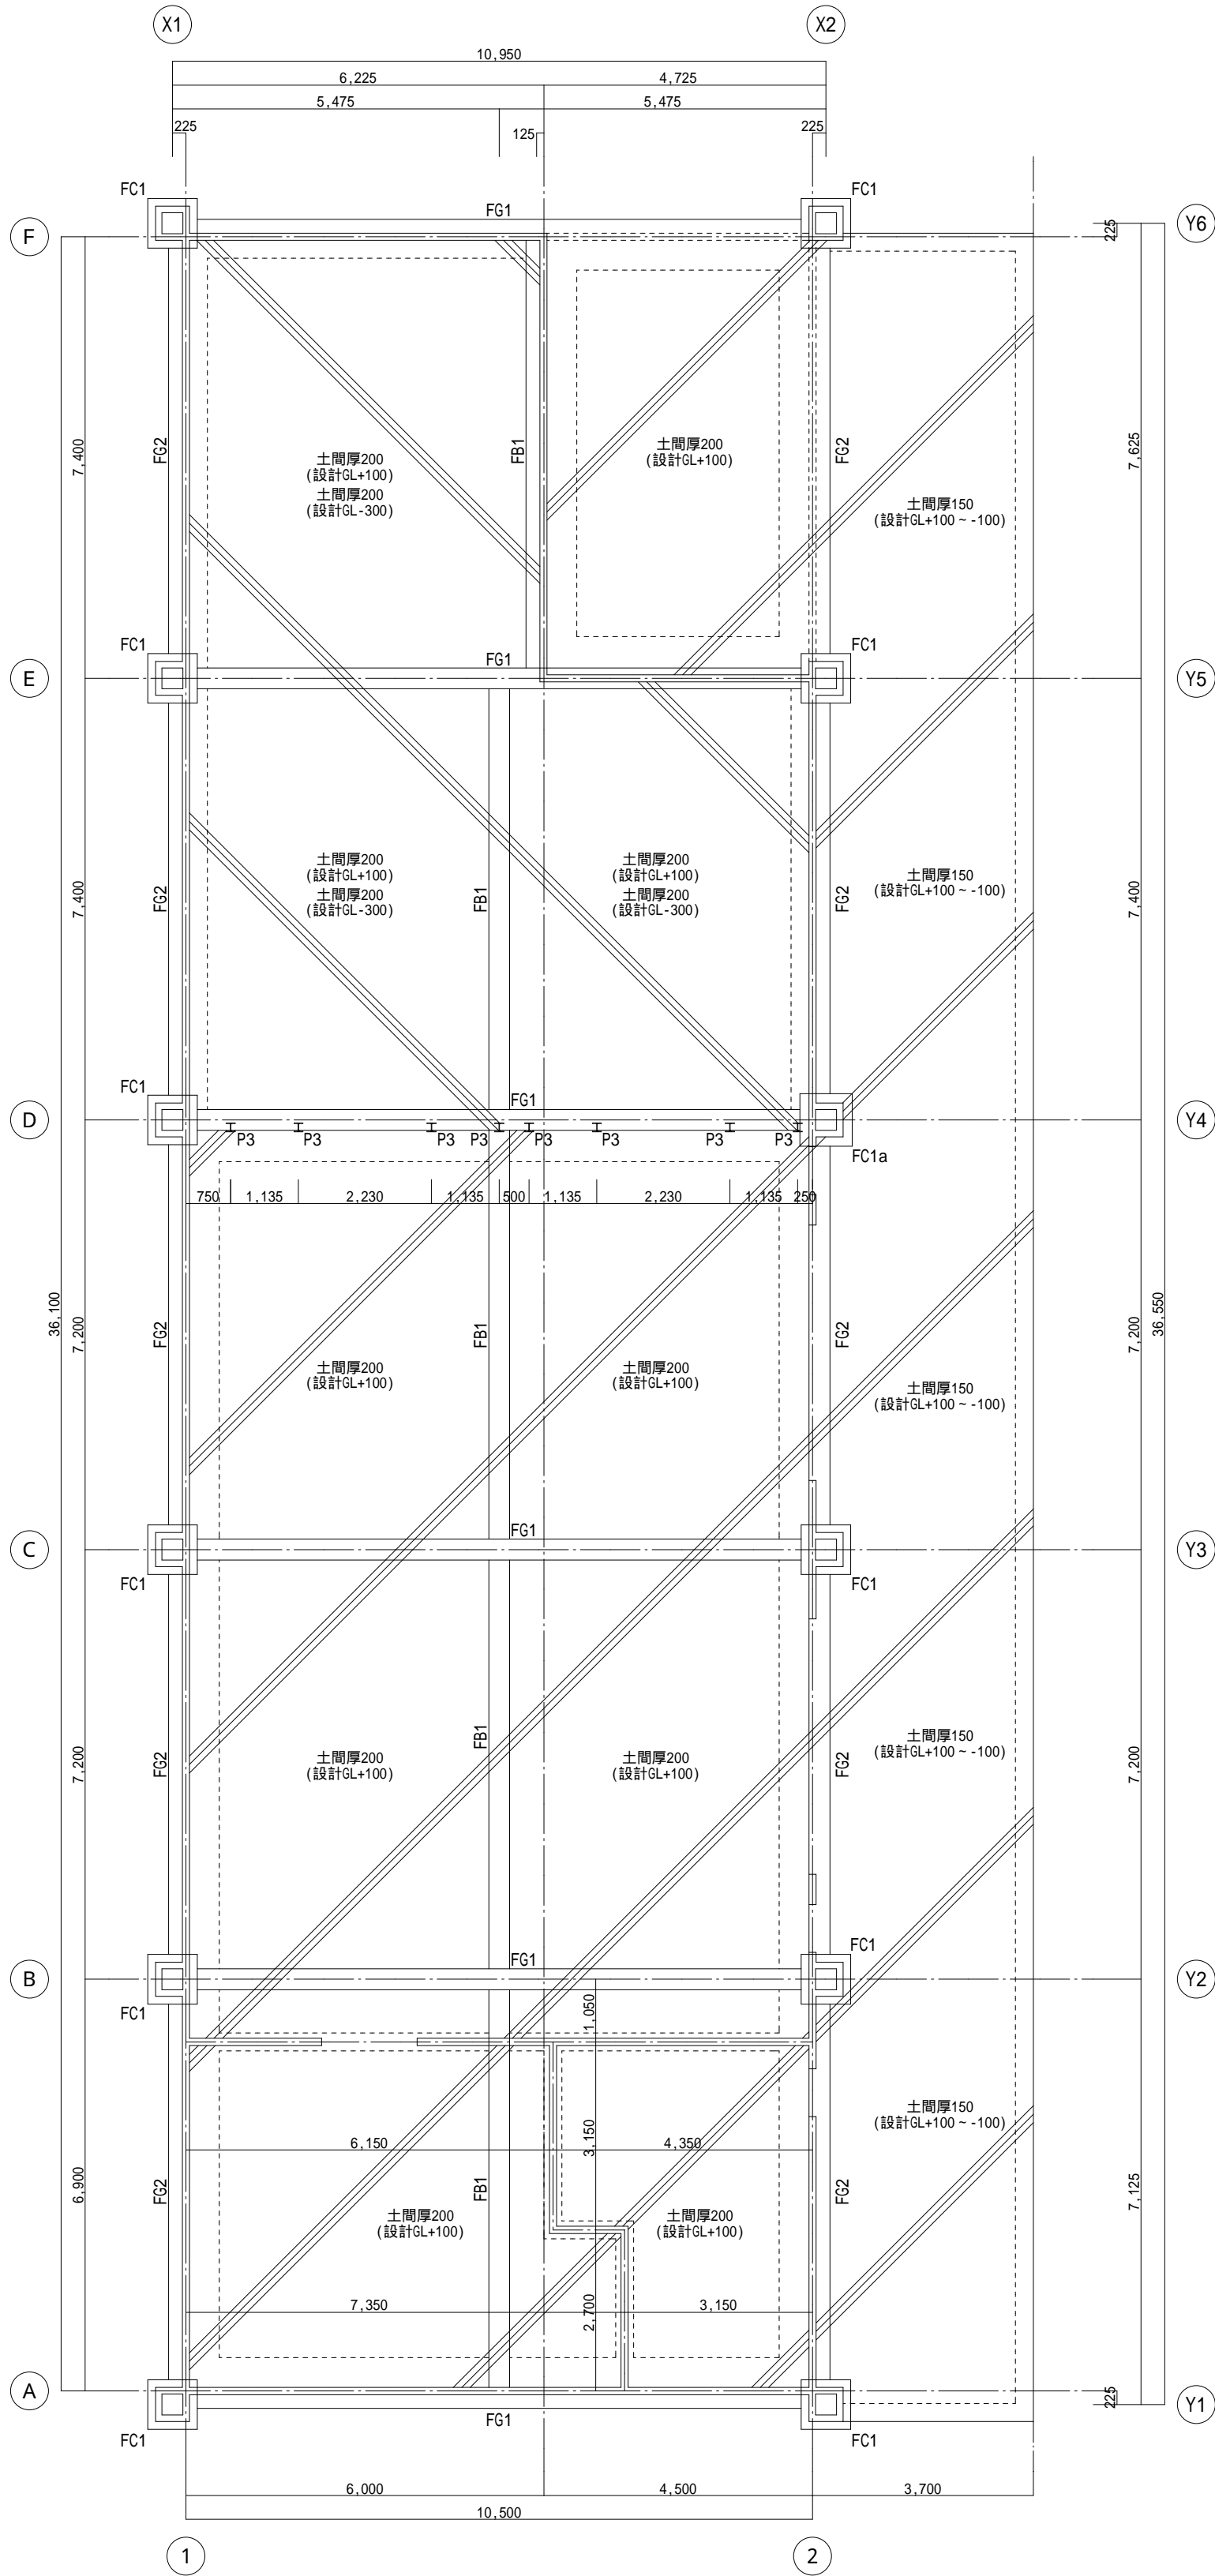 X1
X2
10,950
6,225
4,725
5,475
5,475
225
125
225
FC1
FC1
FG1
F
Y6
225
7,400
FG2
FB1
FG2
7,625
土間厚200
(設計GL+100)
土間厚200
(設計GL-300)
土間厚200
(設計GL+100)
土間厚150
(設計GL+100～-100)
FC1
FC1
FG1
E
Y5
7,400
FG2
FB1
FG2
7,400
土間厚200
(設計GL+100)
土間厚200
(設計GL-300)
土間厚200
(設計GL+100)
土間厚200
(設計GL-300)
土間厚150
(設計GL+100～-100)
FC1
FG1
D
Y4
P3
P3
P3
P3
P3
P3
P3
P3
FC1a
750
1,135
2,230
1,135
500
1,135
2,230
1,135
250
36,100
7,200
FG2
FB1
FG2
7,200
36,550
土間厚200
(設計GL+100)
土間厚200
(設計GL+100)
土間厚150
(設計GL+100～-100)
FG1
C
Y3
FC1
FC1
7,200
FG2
FB1
FG2
7,200
土間厚200
(設計GL+100)
土間厚200
(設計GL+100)
土間厚150
(設計GL+100～-100)
FC1
FG1
B
Y2
FC1
1,050
3,150
6,150
4,350
土間厚150
(設計GL+100～-100)
6,900
FG2
FB1
FG2
7,125
土間厚200
(設計GL+100)
土間厚200
(設計GL+100)
7,350
2,700
3,150
A
225
Y1
FG1
FC1
FC1
6,000
4,500
3,700
10,500
1
2